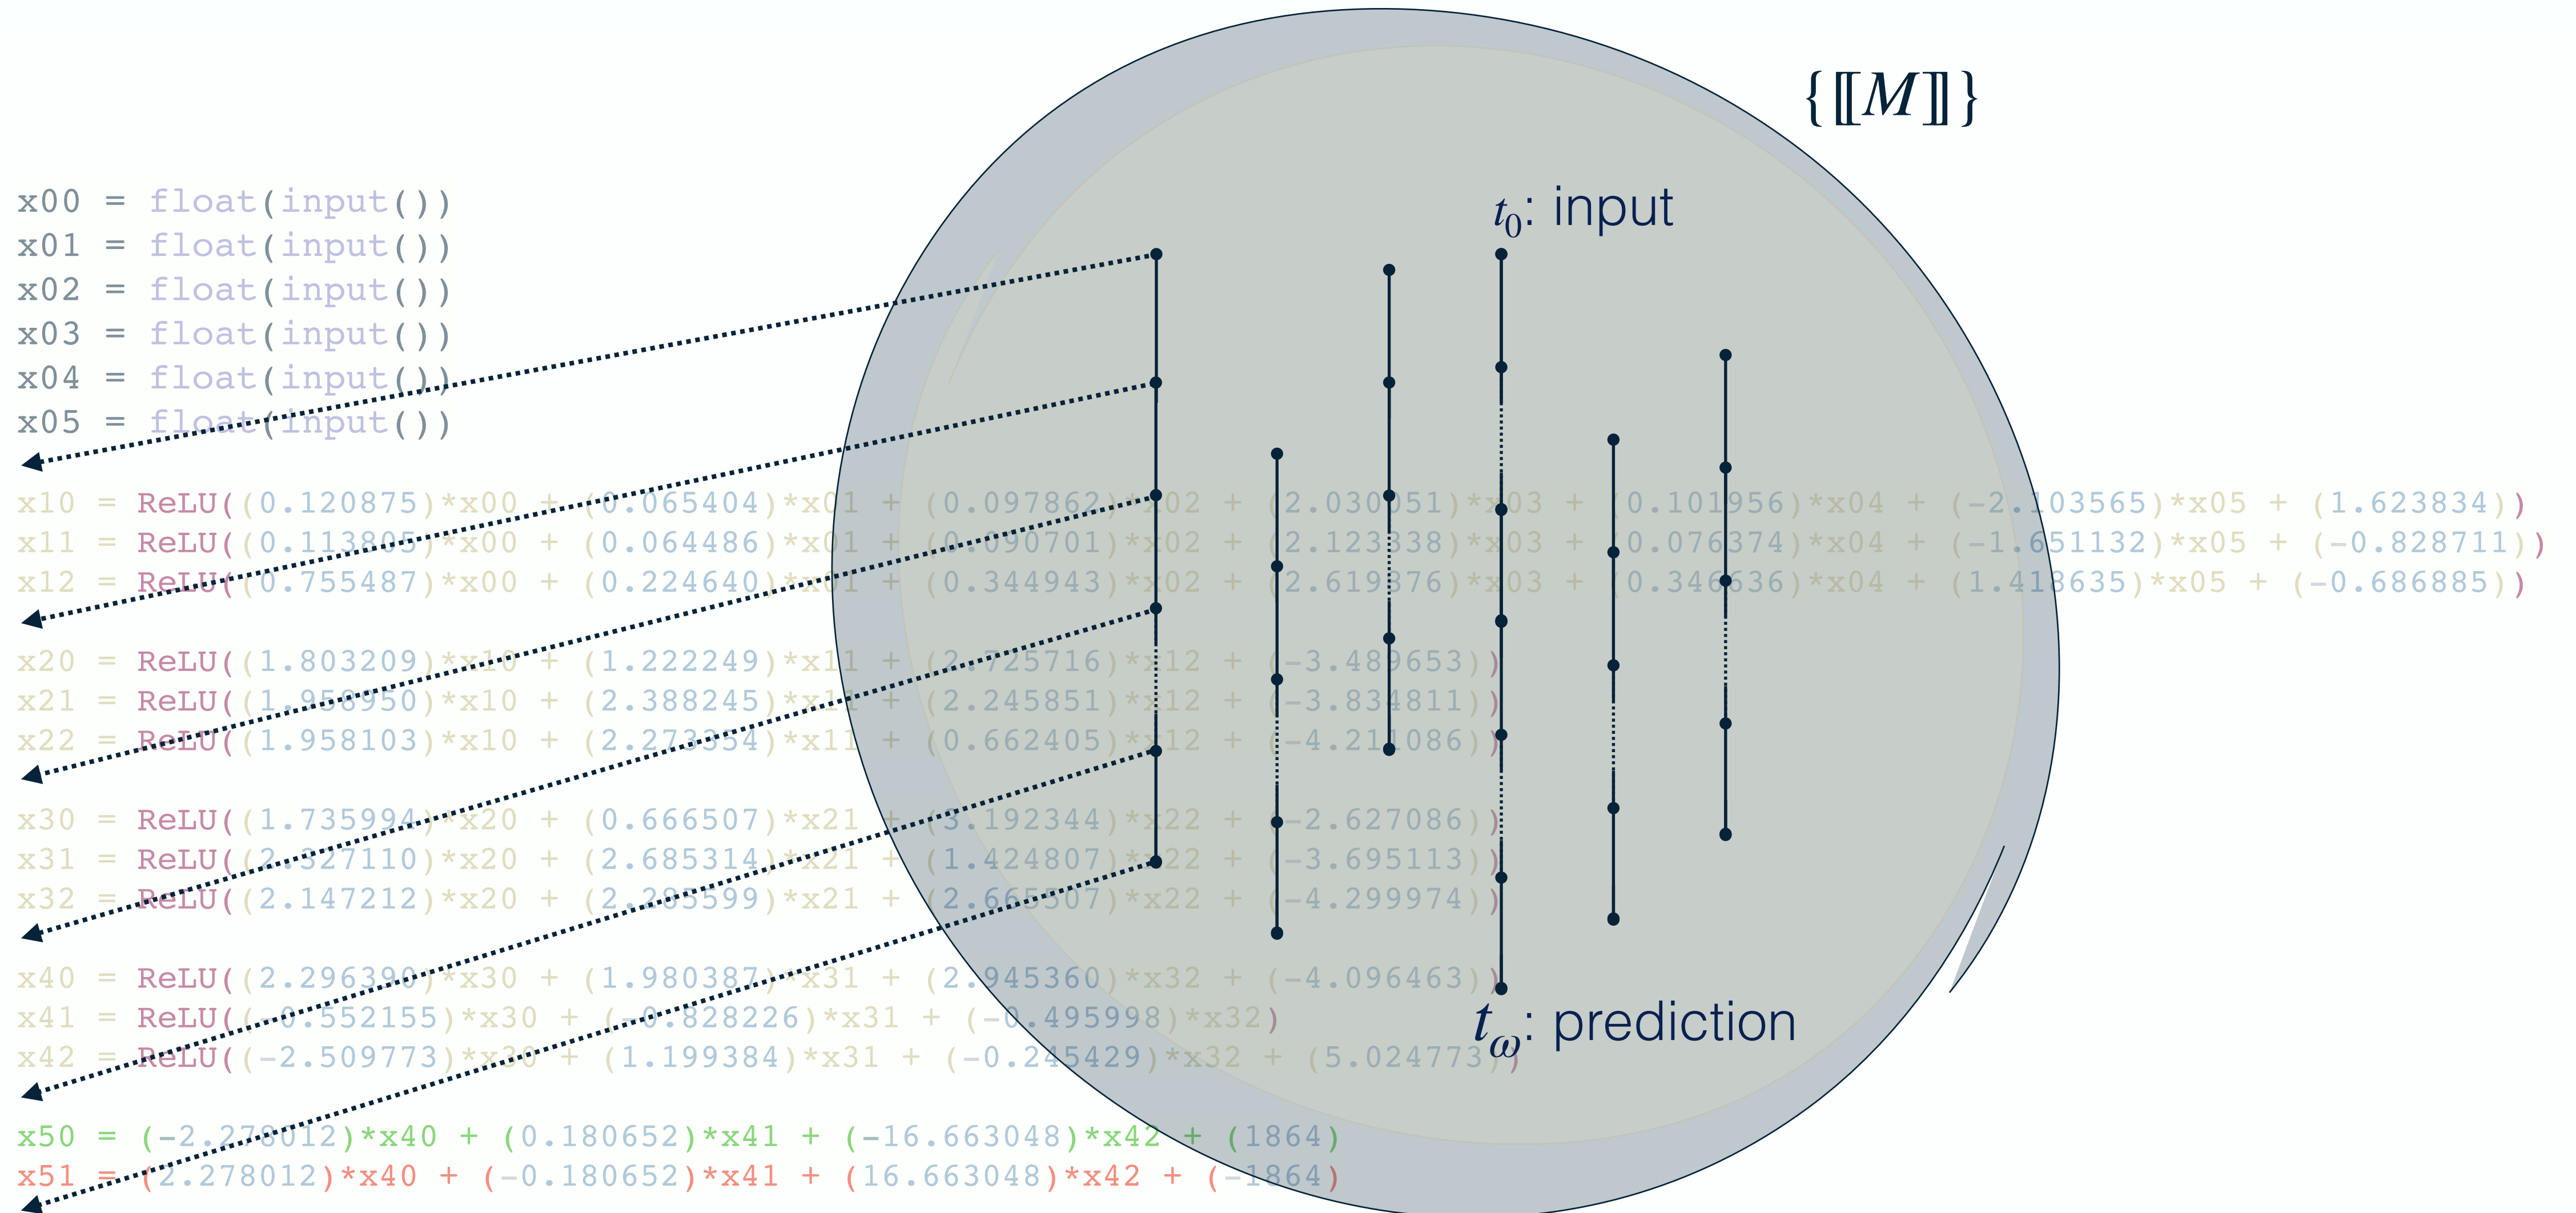 {⟦M⟧}
t₀: input
x00 = float(input())
x01 = float(input())
x02 = float(input())
x03 = float(input())
x04 = float(input())
x05 = float(input())
x10 = ReLU((0.120875)*x00 + (0.065404)*x01 + (0.097862)*x02 + (2.030051)*x03 + (0.101956)*x04 + (-2.103565)*x05 + (1.623834))
x11 = ReLU((0.113805)*x00 + (0.064486)*x01 + (0.090701)*x02 + (2.123338)*x03 + (0.076374)*x04 + (-1.651132)*x05 + (-0.828711))
x12 = ReLU((0.755487)*x00 + (0.224640)*x01 + (0.344943)*x02 + (2.619876)*x03 + (0.346636)*x04 + (1.418635)*x05 + (-0.686885))
x20 = ReLU((1.803209)*x10 + (1.222249)*x11 + (2.725716)*x12 + (-3.489653))
x21 = ReLU((1.958950)*x10 + (2.388245)*x11 + (2.245851)*x12 + (-3.834811))
x22 = ReLU((1.958103)*x10 + (2.273354)*x11 + (0.662405)*x12 + (-4.211086))
x30 = ReLU((1.735994)*x20 + (0.666507)*x21 + (3.192344)*x22 + (-2.627086))
x31 = ReLU((2.327110)*x20 + (2.685314)*x21 + (1.424807)*x22 + (-3.695113))
x32 = ReLU((2.147212)*x20 + (2.285599)*x21 + (2.665507)*x22 + (-4.299974))
x40 = ReLU((2.296390)*x30 + (1.980387)*x31 + (2.945360)*x32 + (-4.096463))
x41 = ReLU((-0.552155)*x30 + (-0.828226)*x31 + (-0.495998)*x32)
x42 = ReLU((-2.509773)*x30 + (1.199384)*x31 + (-0.245429)*x32 + (5.024773))
t_ω: prediction
x50 = (-2.278012)*x40 + (0.180652)*x41 + (-16.663048)*x42 + (1864)
x51 = (2.278012)*x40 + (-0.180652)*x41 + (16.663048)*x42 + (-1864)